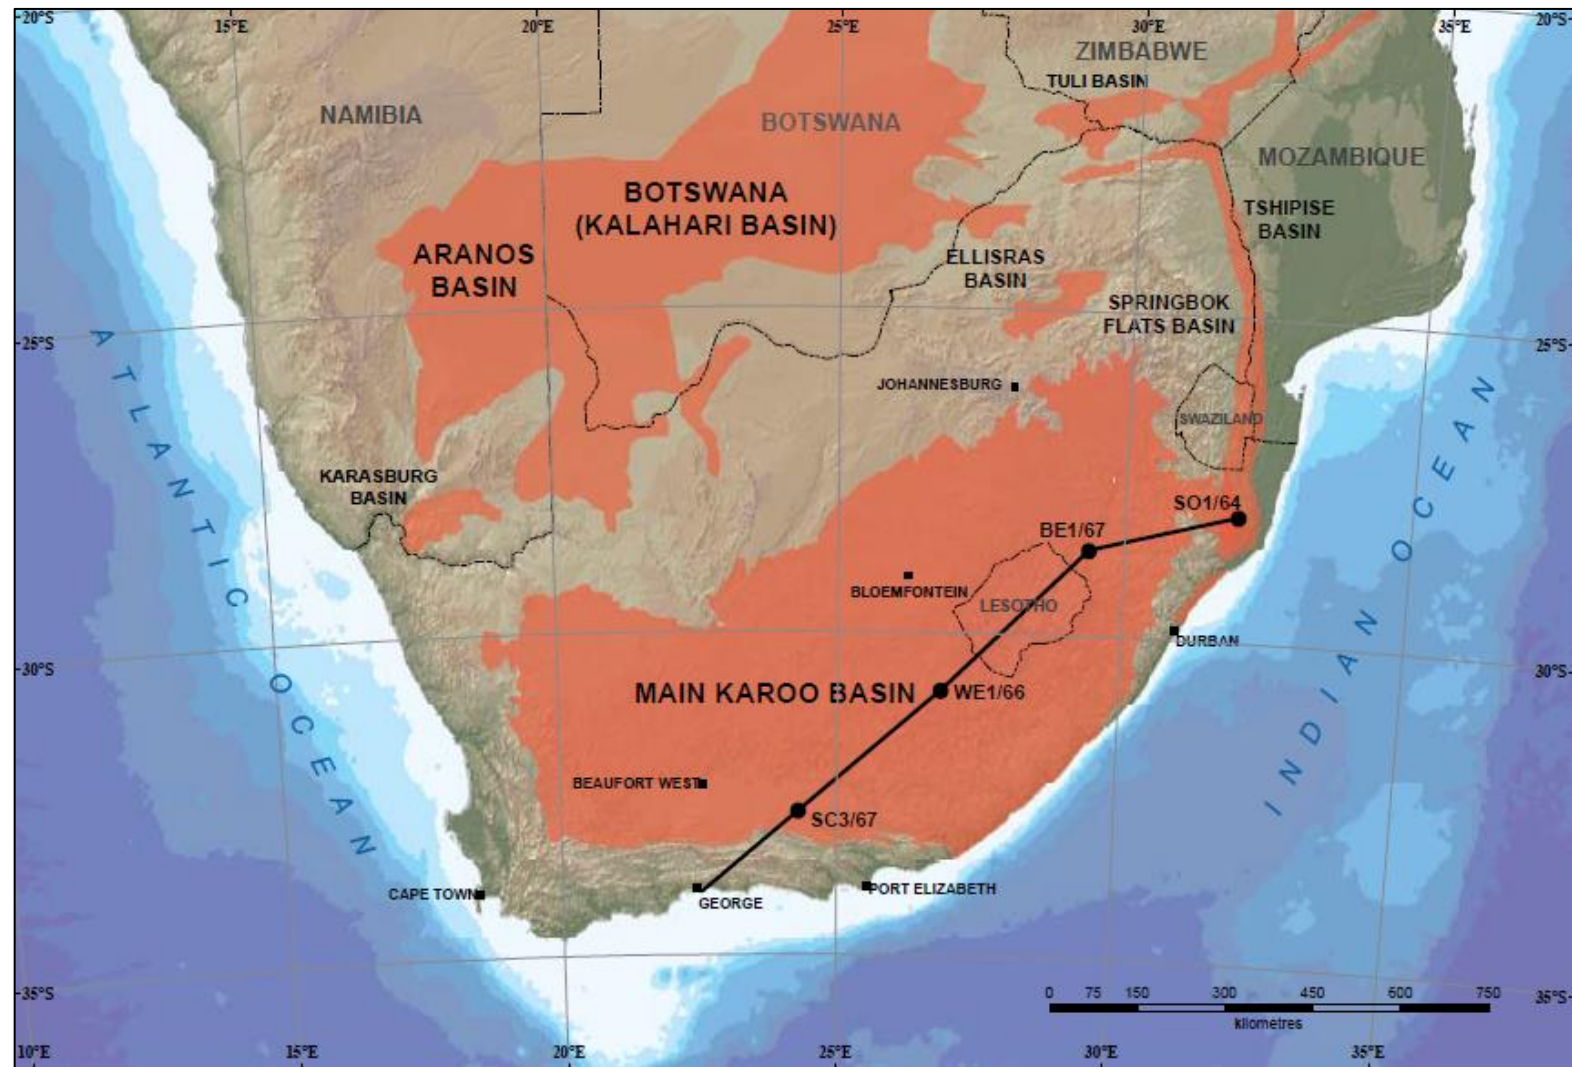 20°S
15°E
20°E
25°E
30°E
35°E
20°S
ZIMBABWE
TULI BASIN
NAMIBIA
BOTSWANA
MOZAMBIQUE
BOTSWANA
(KALAHARI BASIN)
TSHIPISE
BASIN
ARANOS
BASIN
ELLISRAS
BASIN
SPRINGBOK
FLATS BASIN
25°S
25°S
ATLANTIC OCEAN
JOHANNESBURG
SWAZILAND
INDIAN OCEAN
KARASBURG
BASIN
SO1/64
BE1/67
BLOEMFONTEIN
LESOTHO
DURBAN
30°S
30°S
MAIN KAROO BASIN
WE1/66
BEAUFORT WEST
SC3/67
CAPE TOWN
GEORGE
PORT ELIZABETH
35°S
35°S
0 75 150 300 450 600 750
kilometres
10°E
15°E
20°E
25°E
30°E
35°E